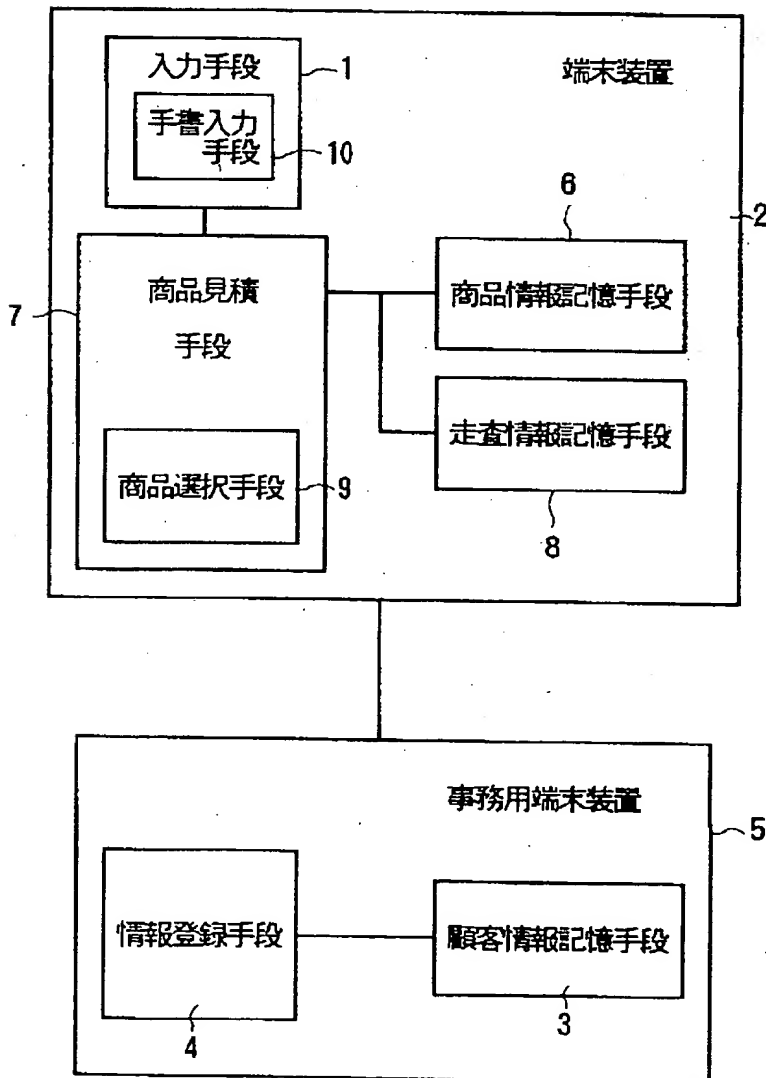 入力手段
1
端末装置
手書入力
手段
10
2
6
商品見積
手段
7
商品情報記憶手段
走査情報記憶手段
商品選択手段
9
8
事務用端末装置
5
情報登録手段
顧客情報記憶手段
4
3